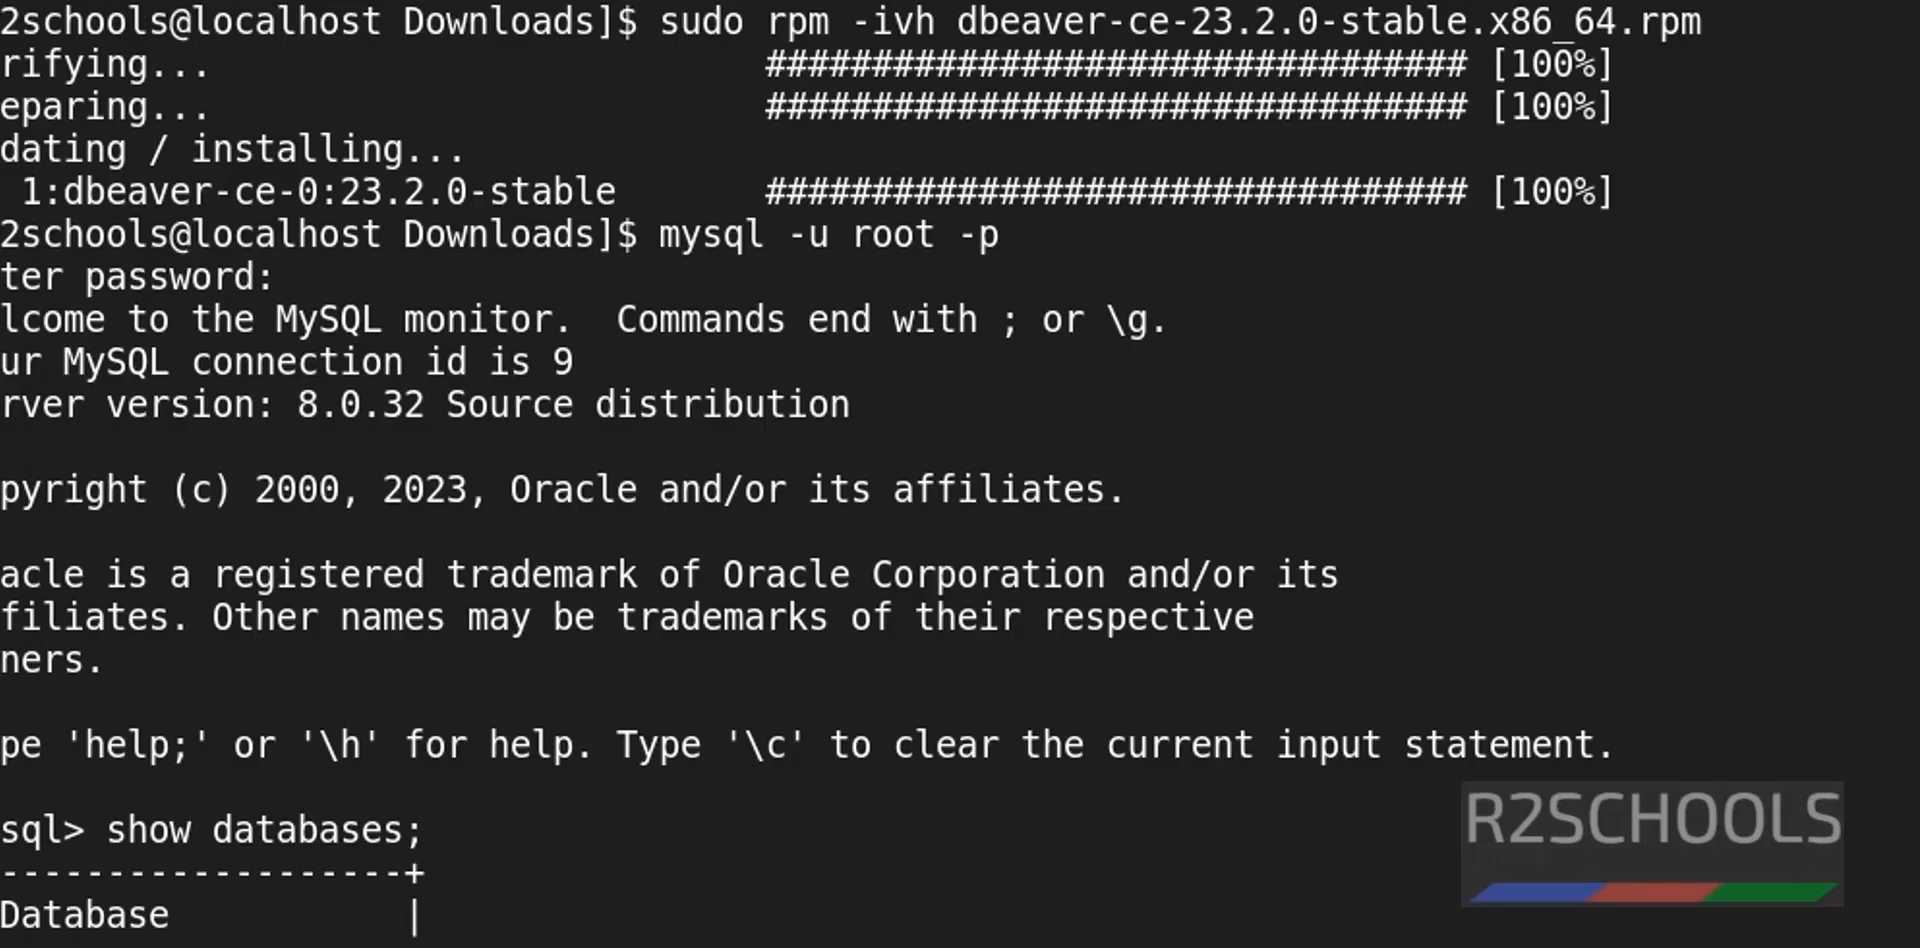 2schools@localhost Downloads]$ sudo rpm -ivh dbeaver-ce-23.2.0-stable.x86_64.rpm
rifying... ################################# [100%]
eparing... ################################# [100%]
dating / installing...
1:dbeaver-ce-0:23.2.0-stable ################################# [100%]
2schools@localhost Downloads]$ mysql -u root -p
ter password:
lcome to the MySQL monitor. Commands end with ; or \g.
ur MySQL connection id is 9
rver version: 8.0.32 Source distribution
pyright (c) 2000, 2023, Oracle and/or its affiliates.
acle is a registered trademark of Oracle Corporation and/or its
filiates. Other names may be trademarks of their respective
ners.
pe 'help;' or '\h' for help. Type '\c' to clear the current input statement.
sql> show databases;
-------------------+
Database |
R2SCHOOLS